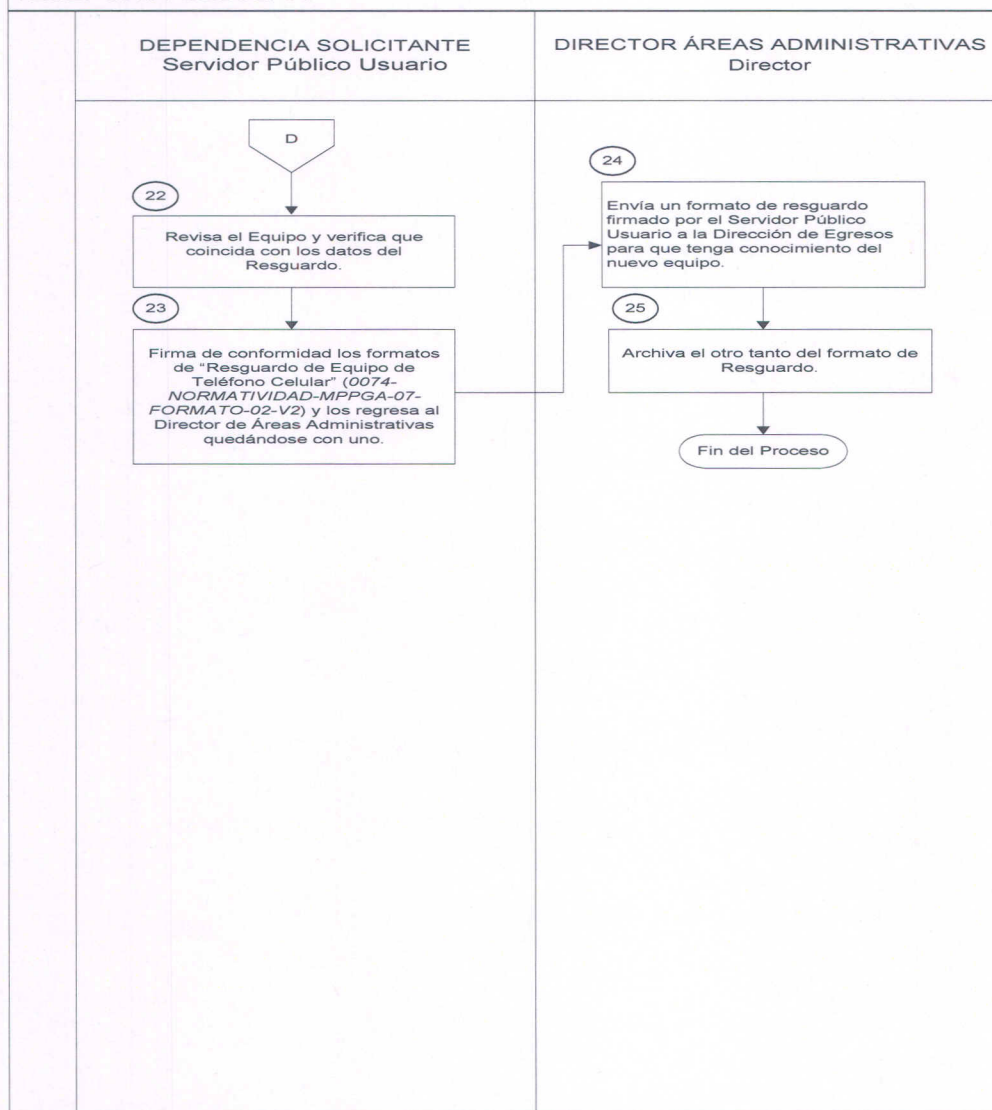 DEPENDENCIA SOLICITANTE
Servidor Público Usuario
DIRECTOR ÁREAS ADMINISTRATIVAS
Director
D
22
Revisa el Equipo y verifica que
coincida con los datos del
Resguardo.
23
Firma de conformidad los formatos
de “Resguardo de Equipo de
Teléfono Celular” (0074-
NORMATIVIDAD-MPPGA-07-
FORMATO-02-V2) y los regresa al
Director de Áreas Administrativas
quedándose con uno.
24
Envía un formato de resguardo
firmado por el Servidor Público
Usuario a la Dirección de Egresos
para que tenga conocimiento del
nuevo equipo.
25
Archiva el otro tanto del formato de
Resguardo.
Fin del Proceso